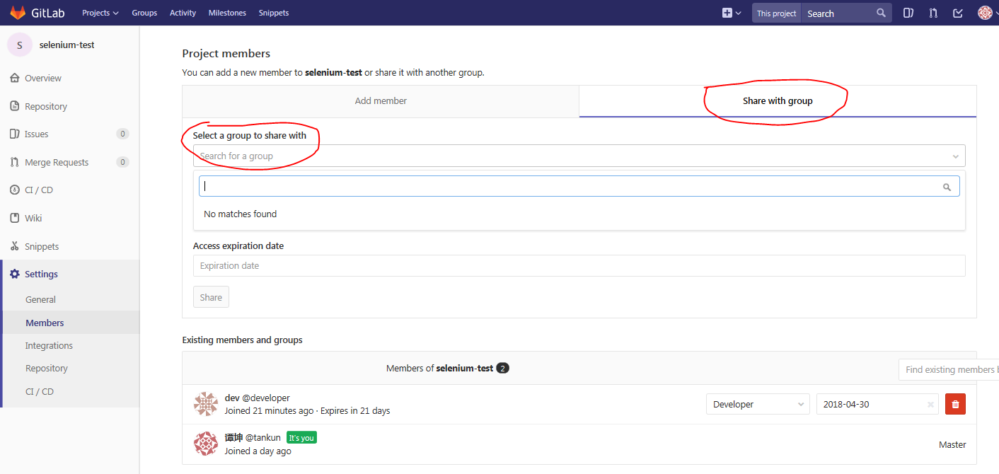 GitLab Projects Groups Activity Milestones Snippets This project Search
S selenium-test
Overview
Repository
Issues 0
Merge Requests 0
CI / CD
Wiki
Snippets
Settings
General
Members
Integrations
Repository
CI / CD
Project members
You can add a new member to selenium-test or share it with another group.
Add member Share with group
Select a group to share with
Search for a group
No matches found
Access expiration date
Expiration date
Share
Existing members and groups
Members of selenium-test 2 Find existing members
dev @developer
Joined 21 minutes ago · Expires in 21 days
Developer 2018-04-30
谭坤 @tankun It's you
Joined a day ago
Master